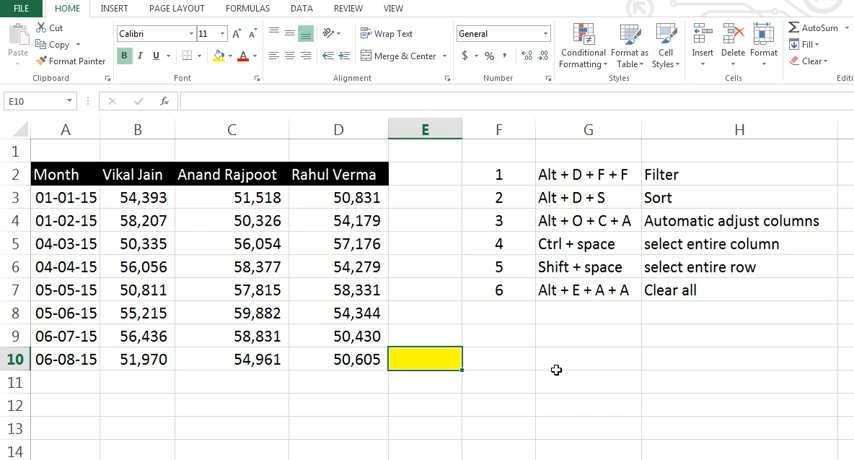 FILE HOME INSERT PAGE LAYOUT FORMULAS DATA REVIEW VIEW
Cut
Copy
Format Painter
Paste
Clipboard
Calibri 11 A A
B I U A
Font
Wrap Text
Merge & Center
Alignment
General
$ % , .00 .0
Number
Conditional Formatting
Format as Table
Cell Styles
Styles
Insert Delete Format
Cells
AutoSum
Fill
Clear
E10 fx
A B C D E F G H
1
2 Month Vikal Jain Anand Rajpoot Rahul Verma 1 Alt + D + F + F Filter
3 01-01-15 54,393 51,518 50,831 2 Alt + D + S Sort
4 01-02-15 58,207 50,326 54,179 3 Alt + O + C + A Automatic adjust columns
5 04-03-15 50,335 56,054 57,176 4 Ctrl + space select entire column
6 04-04-15 56,056 58,377 54,279 5 Shift + space select entire row
7 05-05-15 50,811 57,815 58,331 6 Alt + E + A + A Clear all
8 05-06-15 55,215 59,882 54,344
9 06-07-15 56,436 58,831 50,430
10 06-08-15 51,970 54,961 50,605
11
12
13
14